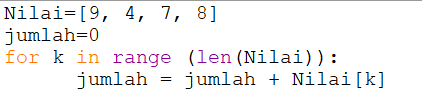 Nilai=[9, 4, 7, 8]
jumlah=0
for k in range (len(Nilai)):
      jumlah = jumlah + Nilai[k]